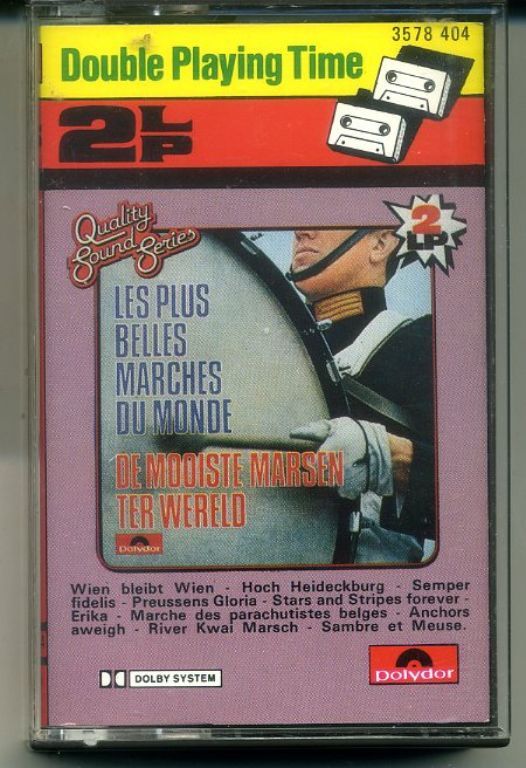 3578 404
Double Playing Time
2LP
Quality
Sound Series
2
LP
LES PLUS
BELLES
MARCHES
DU MONDE
DE MOOISTE MARSEN
TER WERELD
Polydor
Wien bleibt Wien - Hoch Heideckburg - Semper
fidelis - Preussens Gloria - Stars and Stripes forever -
Erika - Marche des parachutistes belges - Anchors
aweigh - River Kwai Marsch - Sambre et Meuse.
polydor
DOLBY SYSTEM